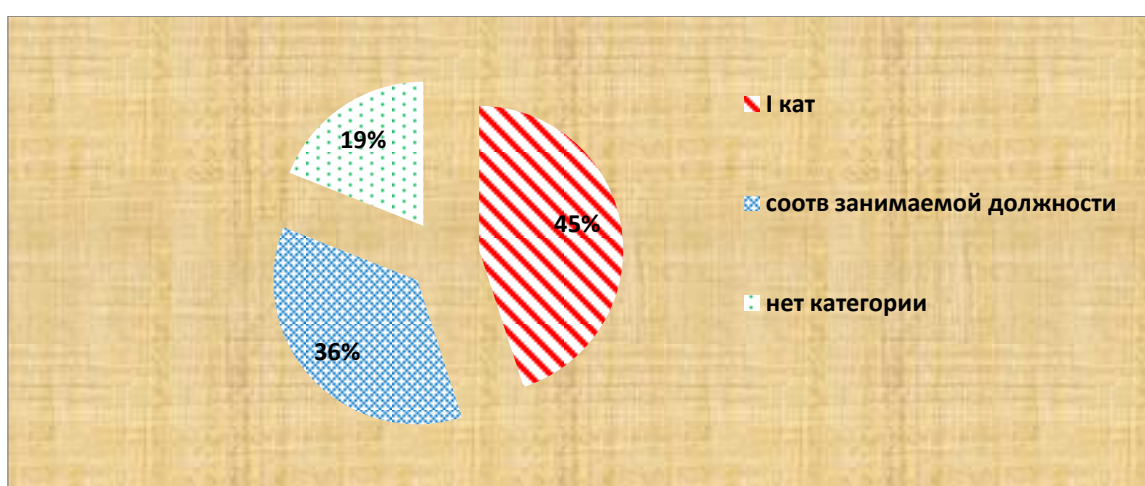 19%
45%
36%
I кат
соотв занимаемой должности
нет категории